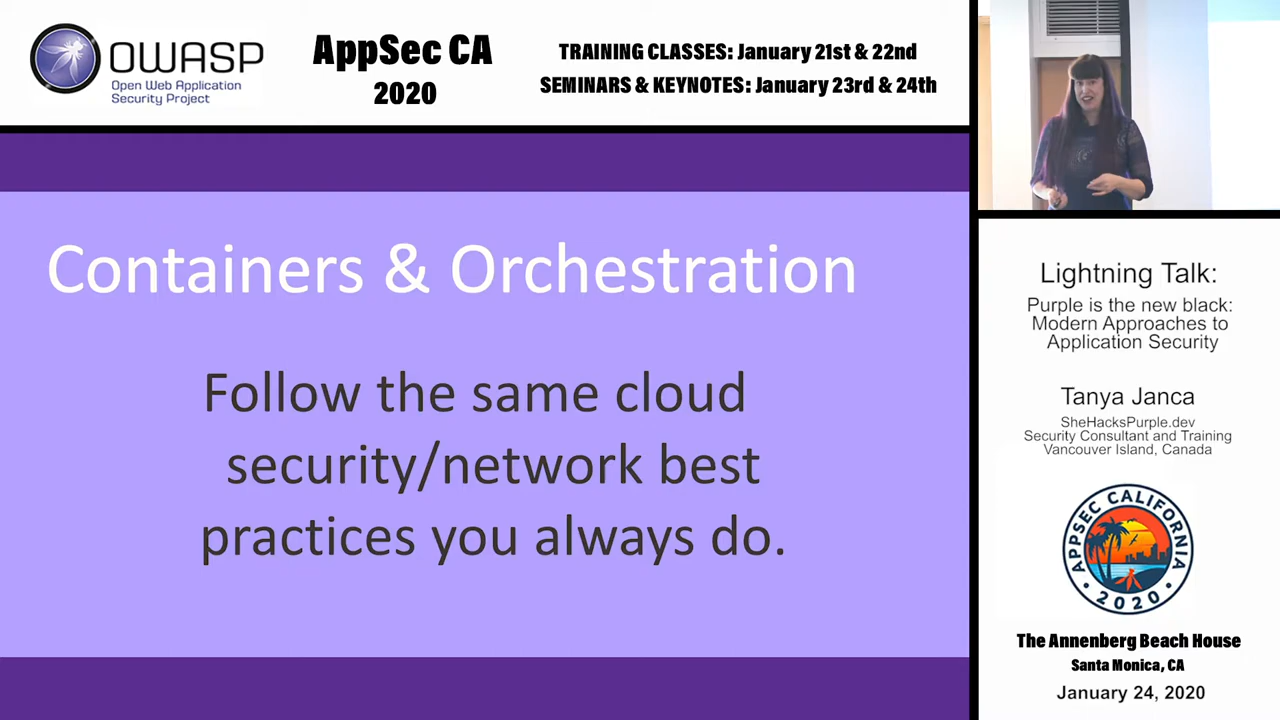 OWASP
Open Web Application
Security Project
AppSec CA
2020
TRAINING CLASSES: January 21st & 22nd
SEMINARS & KEYNOTES: January 23rd & 24th
Containers & Orchestration
Follow the same cloud
security/network best
practices you always do.
Lightning Talk:
Purple is the new black:
Modern Approaches to
Application Security
Tanya Janca
SheHacksPurple.dev
Security Consultant and Training
Vancouver Island, Canada
APPSEC CALIFORNIA
• 2020 •
The Annenberg Beach House
Santa Monica, CA
January 24, 2020